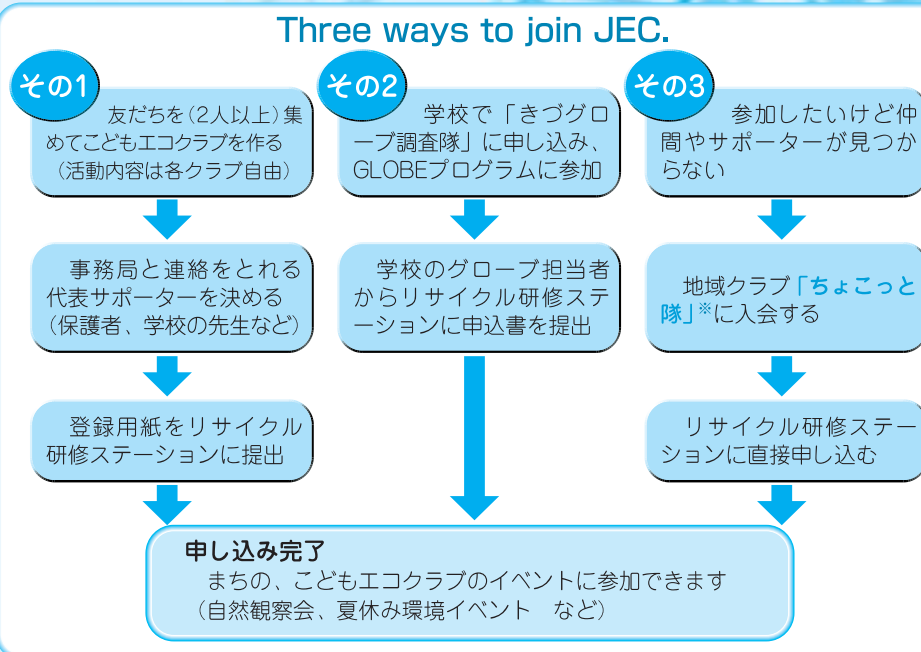 Three ways to join JEC.
その1
友だちを(2人以上)集
めてこどもエコクラブを作る
(活動内容は各クラブ自由)
事務局と連絡をとれる
代表サポーターを決める
(保護者、学校の先生など)
登録用紙をリサイクル
研修ステーションに提出
その2
学校で「きづグロ
ーブ調査隊」に申し込み、
GLOBEプログラムに参加
学校のグローブ担当者
からリサイクル研修ステ
ーションに申込書を提出
その3
参加したいけど仲
間やサポーターが見つか
らない
地域クラブ「ちょこっと
隊」※に入会する
リサイクル研修ステー
ションに直接申し込む
申し込み完了
まちの、こどもエコクラブのイベントに参加できます
(自然観察会、夏休み環境イベント　など)